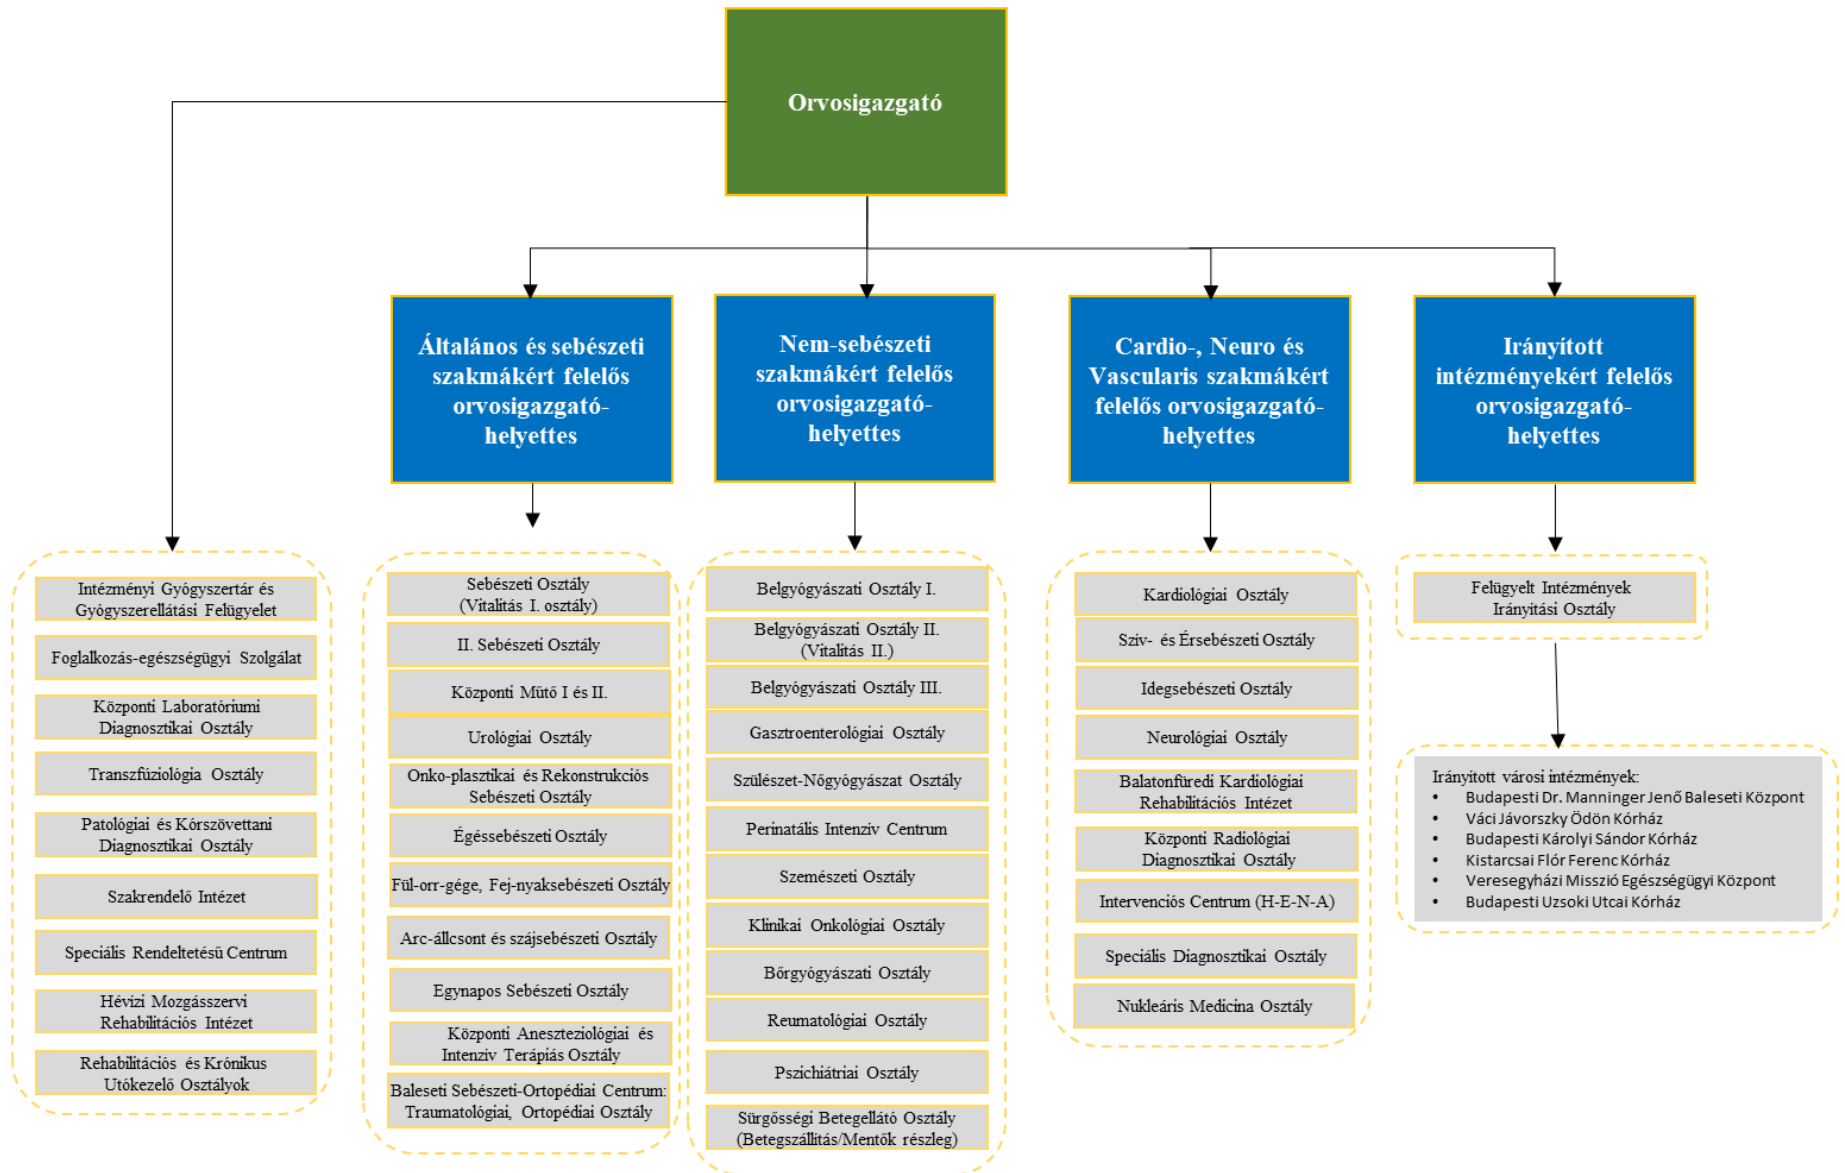 Orvosigazgató
Általános és sebészeti
szakmákért felelős
orvosigazgató-
helyettes
Nem-sebészeti
szakmákért felelős
orvosigazgató-
helyettes
Cardio-, Neuro és
Vascularis szakmákért
felelős orvosigazgató-
helyettes
Irányított
intézményekért felelős
orvosigazgató-
helyettes
Intézményi Gyógyszertár és
Gyógyszerellátási Felügyelet
Foglalkozás-egészségügyi Szolgálat
Központi Laboratóriumi
Diagnosztikai Osztály
Transzfúziológia Osztály
Patológiai és Kórszövettani
Diagnosztikai Osztály
Szakrendelő Intézet
Speciális Rendeltetésű Centrum
Hévízi Mozgásszervi
Rehabilitációs Intézet
Rehabilitációs és Krónikus
Utókezelő Osztályok
Sebészeti Osztály
(Vitalitás I. osztály)
II. Sebészeti Osztály
Központi Műtő I és II.
Urológiai Osztály
Onko-plasztikai és Rekonstrukciós
Sebészeti Osztály
Égéssebészeti Osztály
Fül-orr-gége, Fej-nyaksebészeti Osztály
Arc-állcsont és szájsebészeti Osztály
Egynapos Sebészeti Osztály
Központi Aneszteziológiai és
Intenzív Terápiás Osztály
Baleseti Sebészeti-Ortopédiai Centrum:
Traumatológiai, Ortopédiai Osztály
Belgyógyászati Osztály I.
Belgyógyászati Osztály II.
(Vitalitás II.)
Belgyógyászati Osztály III.
Gasztroenterológiai Osztály
Szülészet-Nőgyógyászat Osztály
Perinatális Intenzív Centrum
Szemészeti Osztály
Klinikai Onkológiai Osztály
Bőrgyógyászati Osztály
Reumatológiai Osztály
Pszichiátriai Osztály
Sürgősségi Betegellátó Osztály
(Betegszállítás/Mentők részleg)
Kardiológiai Osztály
Szív- és Érsebészeti Osztály
Idegsebészeti Osztály
Neurológiai Osztály
Balatonfüredi Kardiológiai
Rehabilitációs Intézet
Központi Radiológiai
Diagnosztikai Osztály
Intervenciós Centrum (H-E-N-A)
Speciális Diagnosztikai Osztály
Nukleáris Medicina Osztály
Felügyelt Intézmények
Irányítási Osztály
Irányított városi intézmények:
• Budapesti Dr. Manninger Jenő Baleseti Központ
• Váci Jávorszky Ödön Kórház
• Budapesti Károlyi Sándor Kórház
• Kistarcsai Flór Ferenc Kórház
• Veresegyházi Misszió Egészségügyi Központ
• Budapesti Uzsoki Utcai Kórház